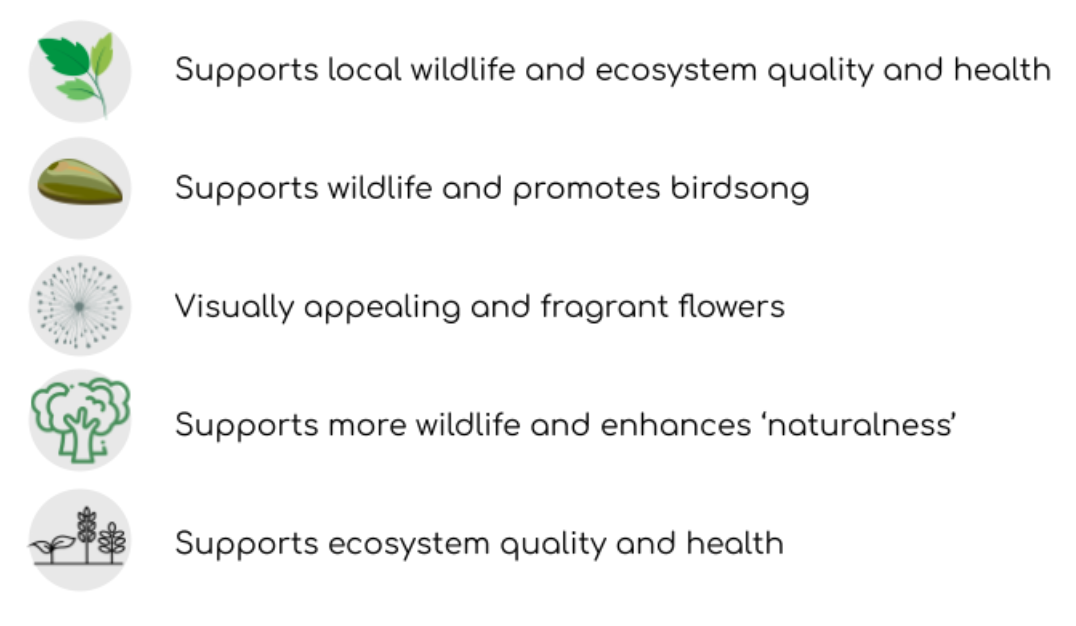 Supports local wildlife and ecosystem quality and health
Supports wildlife and promotes birdsong
Visually appealing and fragrant flowers
Supports more wildlife and enhances ‘naturalness’
Supports ecosystem quality and health